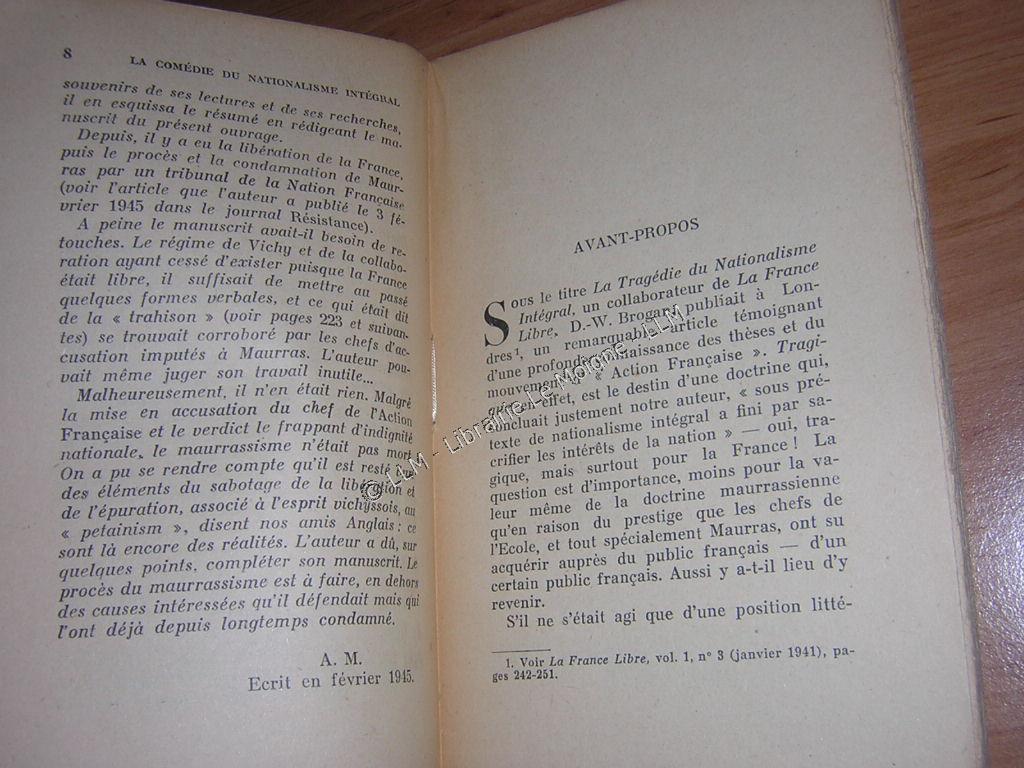 8
LA COMÉDIE DU NATIONALISME INTÉGRAL
souvenirs de ses lectures et de ses recherches,
il en esquissa le résumé en rédigeant le ma-
nuscrit du présent ouvrage.
Depuis, il y a eu la libération de la France,
puis le procès et la condamnation de Maur-
ras par un tribunal de la Nation Française
(voir l'article que l'auteur a publié le 3 fé-
vrier 1945 dans le journal Résistance).
A peine le manuscrit avait-il besoin de re-
touches. Le régime de Vichy et de la collabo-
ration ayant cessé d'exister puisque la France
était libre, il suffisait de mettre au passé
quelques formes verbales, et ce qui était dit
de la « trahison » (voir pages 223 et suivan-
tes) se trouvait corroboré par les chefs d'ac-
cusation imputés à Maurras. L'auteur pou-
vait même juger son travail inutile...
Malheureusement, il n'en était rien. Malgré
la mise en accusation du chef de l'Action
Française et le verdict le frappant d'indignité
nationale, le maurrassisme n'était pas mort !
On a pu se rendre compte qu'il est resté un
des éléments du sabotage de la libération et
de l'épuration, associé à l'esprit vichyssois, au
« petainism », disent nos amis Anglais : ce
sont là encore des réalités. L'auteur a dû, sur
quelques points, compléter son manuscrit. Le
procès du maurrassisme est à faire, en dehors
des causes intéressées qu'il défendait mais qui
l'ont déjà depuis longtemps condamné.
A. M.
Ecrit en février 1945.
AVANT-PROPOS
Sous le titre La Tragédie du Nationalisme
Intégral, un collaborateur de La France
Libre, D.-W. Brogan, publiait à Lon-
dres¹, un remarquable article témoignant
d'une profonde connaissance des thèses et du
mouvement d' « Action Française ». Tragi-
que, en effet, est le destin d'une doctrine qui,
concluait justement notre auteur, « sous pré-
texte de nationalisme intégral a fini par sa-
crifier les intérêts de la nation » — oui, tra-
gique, mais surtout pour la France ! La
question est d'importance, moins pour la va-
leur même de la doctrine maurrassienne
qu'en raison du prestige que les chefs de
l'Ecole, et tout spécialement Maurras, ont su
acquérir auprès du public français — d'un
certain public français. Aussi y a-t-il lieu d'y
revenir.
S'il ne s'était agi que d'une position litté-
1. Voir La France Libre, vol. 1, n° 3 (janvier 1941), pa-
ges 242-251.
© LLM - Librairie Le Moigne - LLM